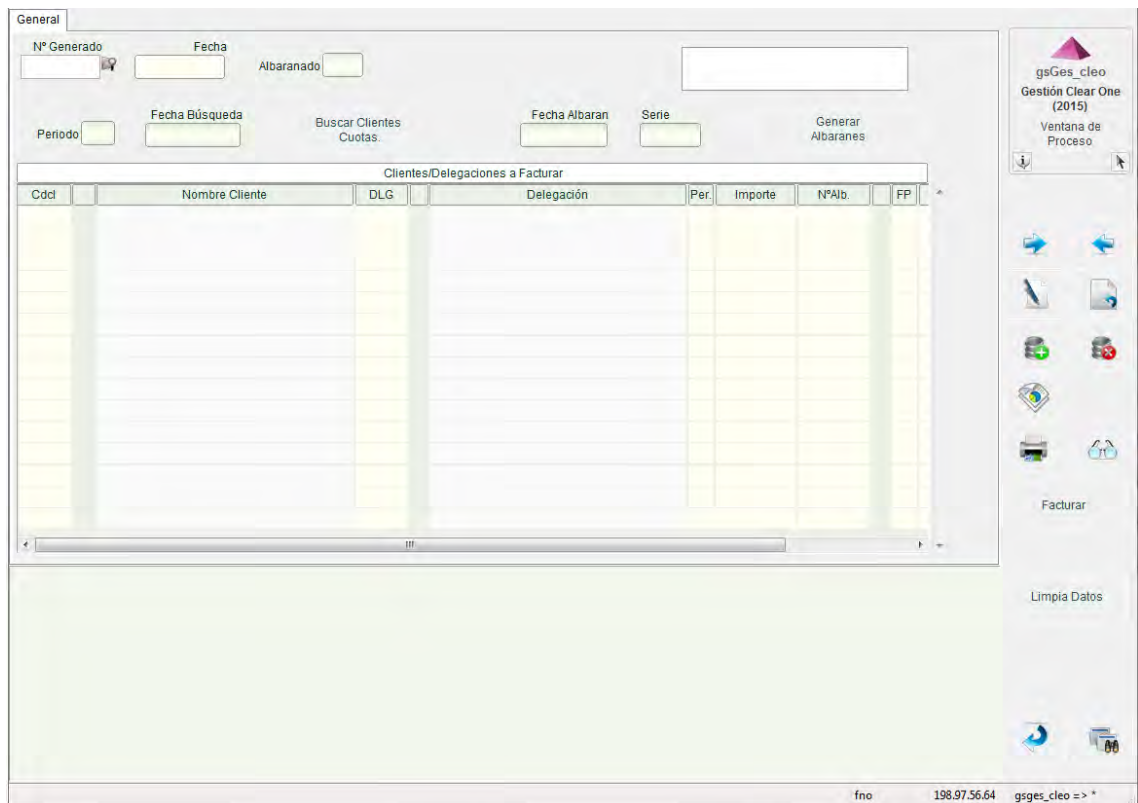 General
Nº Generado
Fecha
Albaranado
Periodo
Fecha Búsqueda
Buscar Clientes
Cuotas.
Fecha Albaran
Serie
Generar
Albaranes
Clientes/Delegaciones a Facturar
Cdcl Nombre Cliente DLG Delegación Per. Importe NºAlb. FP
gsGes_cleo
Gestión Clear One
(2015)
Ventana de
Proceso
Facturar
Limpia Datos
fno 198.97.56.64 gsges_cleo => *